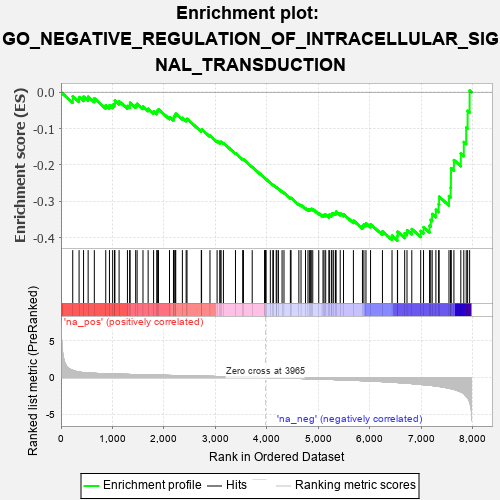 Enrichment plot:
GO_NEGATIVE_REGULATION_OF_INTRACELLULAR_SIG
NAL_TRANSDUCTION
Enrichment score (ES)
0.0
-0.1
-0.2
-0.3
-0.4
'na_pos' (positively correlated)
Ranked list metric (PreRanked)
5
0
-5
Zero cross at 3965
'na_neg' (negatively correlated)
0
1,000
2,000
3,000
4,000
5,000
6,000
7,000
8,000
Rank in Ordered Dataset
Enrichment profile
Hits
Ranking metric scores